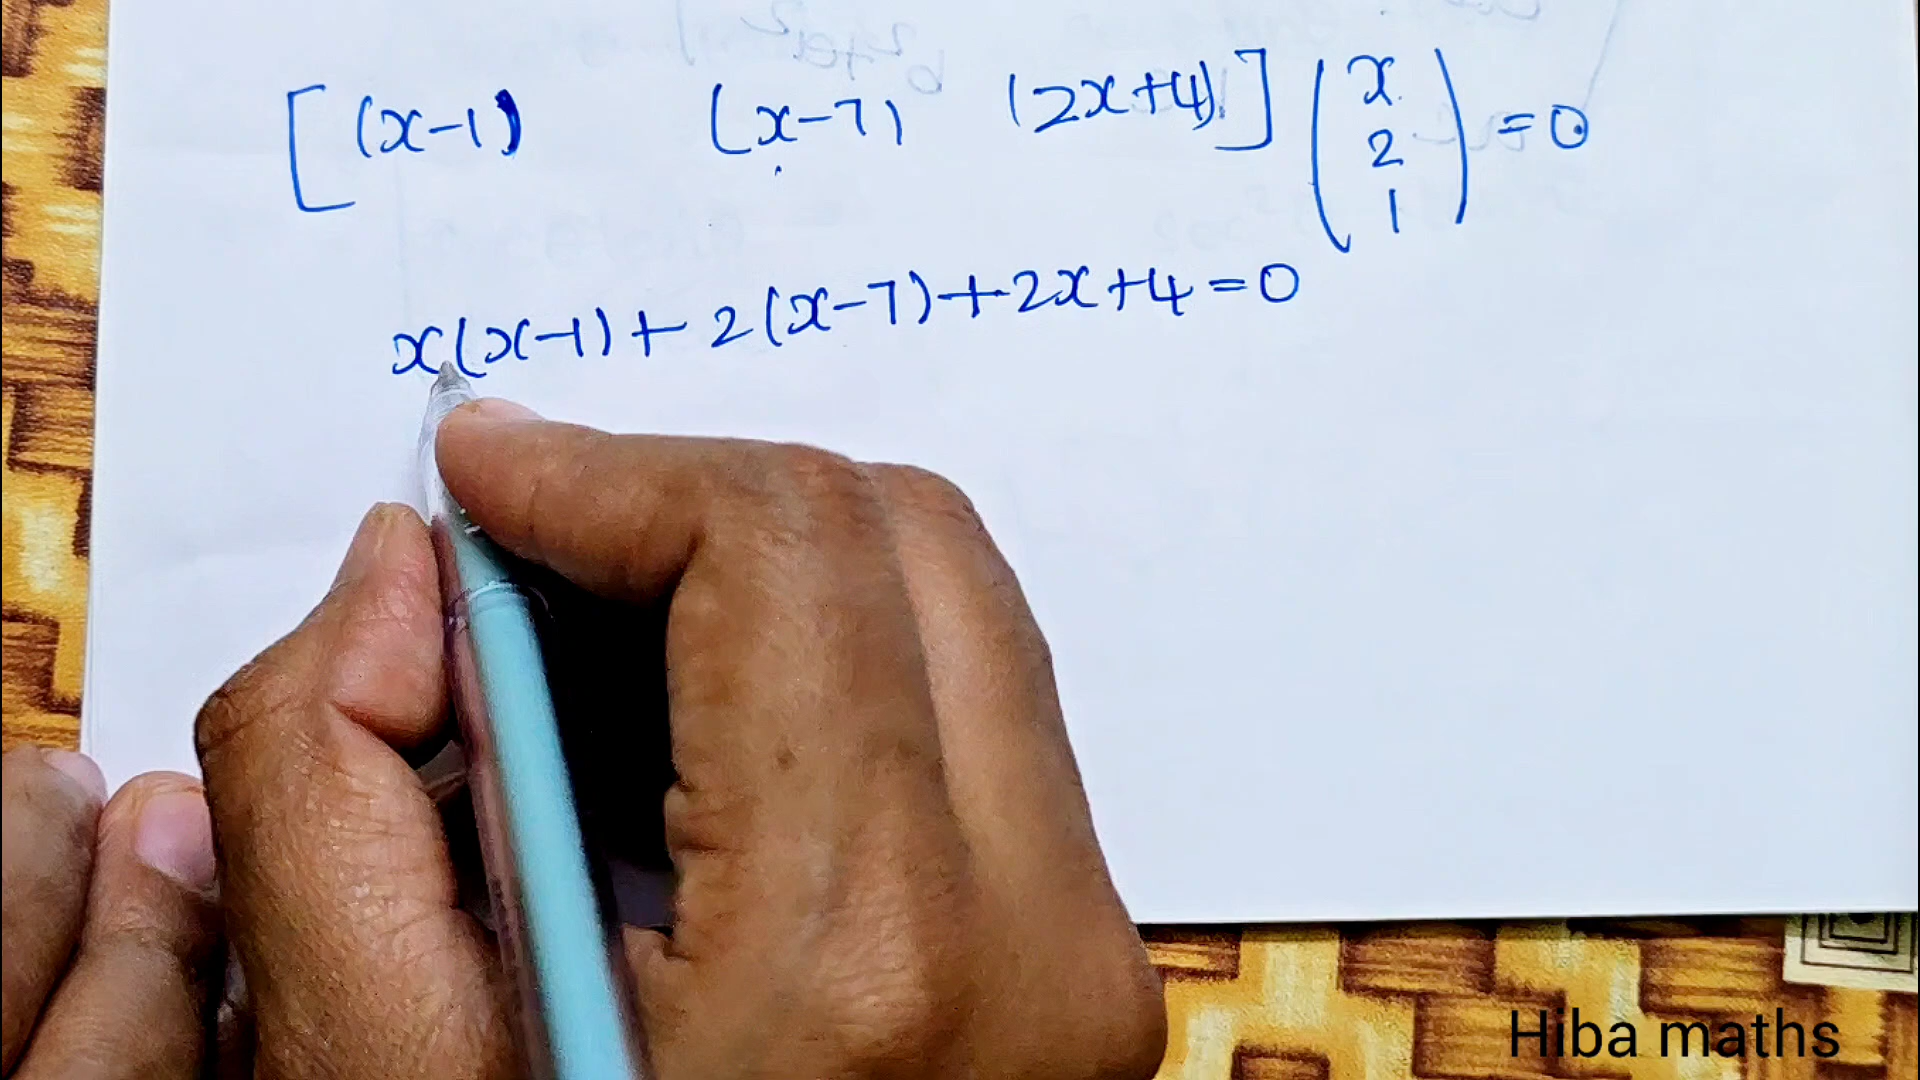 [(x-1) (x-7) (2x+4)] (x 2 1) = 0
x(x-1)+2(x-7)+2x+4=0
Hiba maths